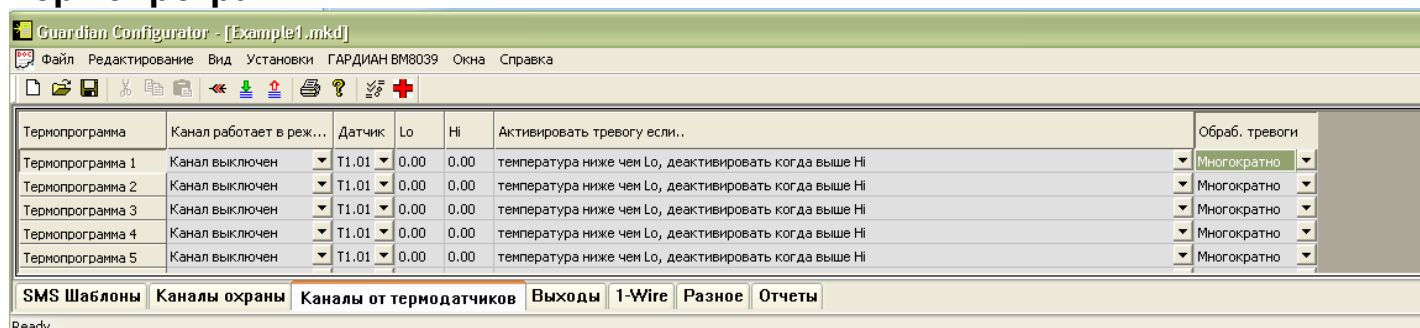 Guardian Configurator - [Example1.mkd]
Файл Редактирование Вид Установки ГАРДИАН ВМ8039 Окна Справка
Термопрограмма Канал работает в реж... Датчик Lo Hi Активировать тревогу если.. Обраб. тревоги
Термопрограмма 1 Канал выключен T1.01 0.00 0.00 температура ниже чем Lo, деактивировать когда выше Hi Многократно
Термопрограмма 2 Канал выключен T1.01 0.00 0.00 температура ниже чем Lo, деактивировать когда выше Hi Многократно
Термопрограмма 3 Канал выключен T1.01 0.00 0.00 температура ниже чем Lo, деактивировать когда выше Hi Многократно
Термопрограмма 4 Канал выключен T1.01 0.00 0.00 температура ниже чем Lo, деактивировать когда выше Hi Многократно
Термопрограмма 5 Канал выключен T1.01 0.00 0.00 температура ниже чем Lo, деактивировать когда выше Hi Многократно
SMS Шаблоны Каналы охраны Каналы от термодатчиков Выходы 1-Wire Разное Отчеты
Ready